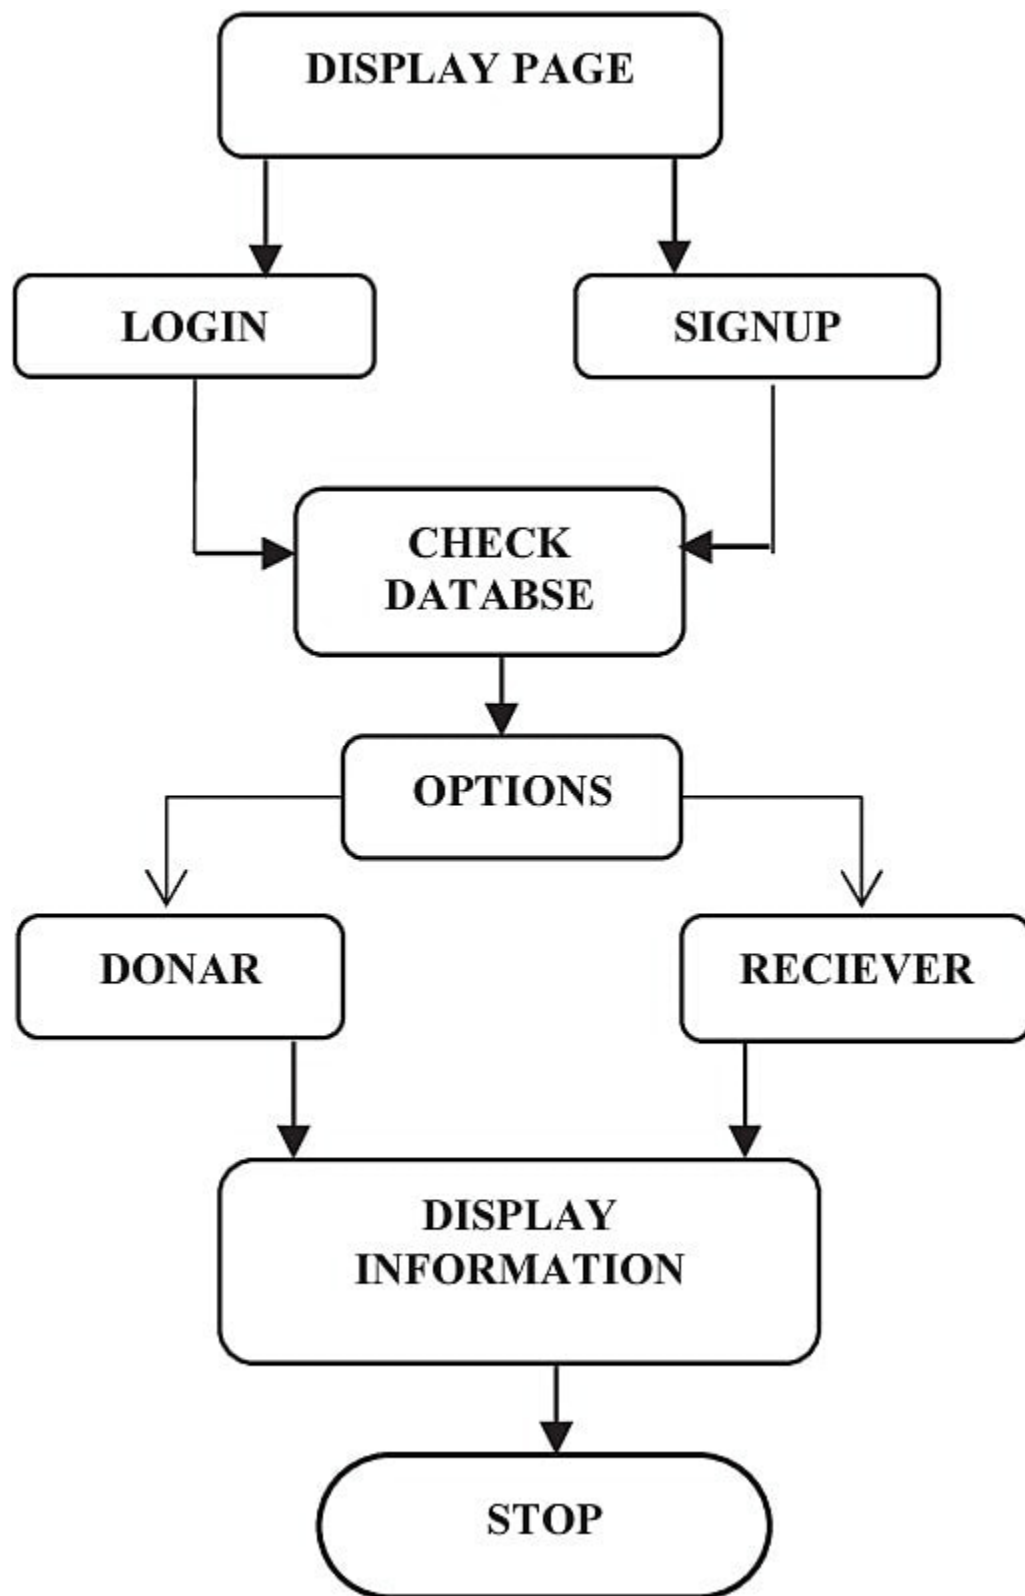 DISPLAY PAGE
LOGIN
SIGNUP
CHECK
DATABSE
OPTIONS
DONAR
RECIEVER
DISPLAY
INFORMATION
STOP